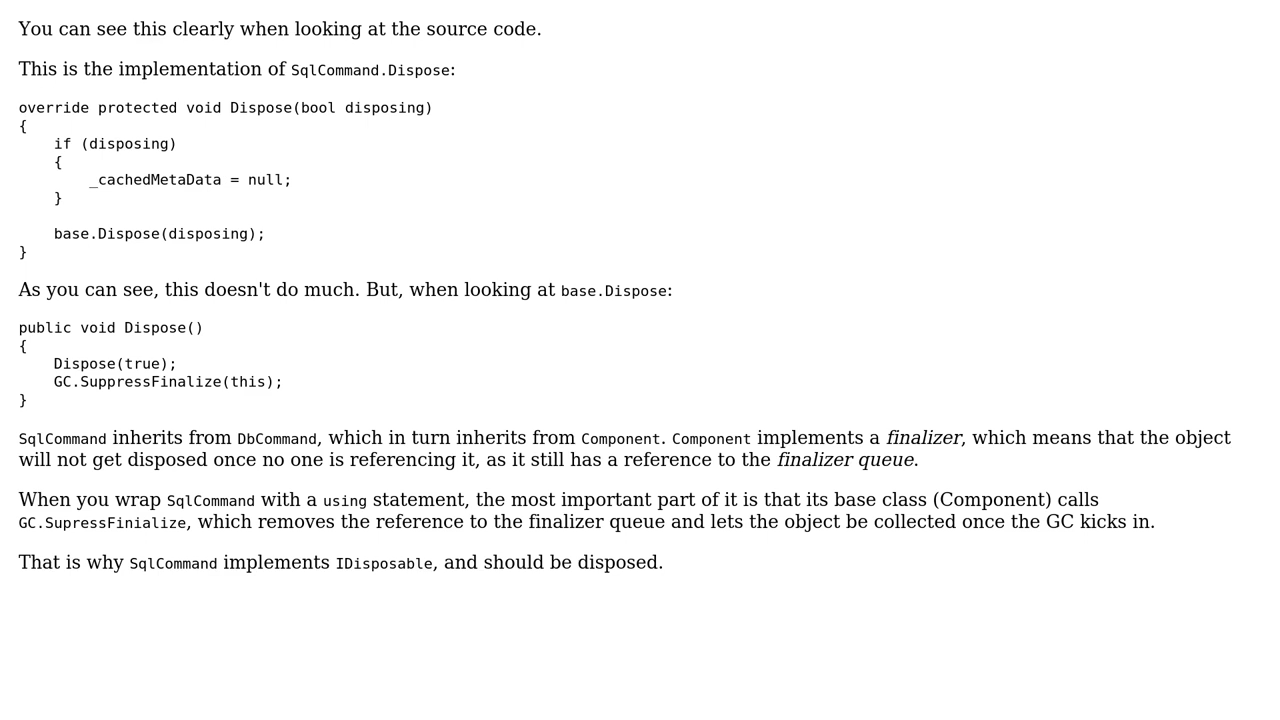 You can see this clearly when looking at the source code.
This is the implementation of SqlCommand.Dispose:
override protected void Dispose(bool disposing)
{
    if (disposing)
    {
        _cachedMetaData = null;
    }
    base.Dispose(disposing);
}
As you can see, this doesn't do much. But, when looking at base.Dispose:
public void Dispose()
{
    Dispose(true);
    GC.SuppressFinalize(this);
}
SqlCommand inherits from DbCommand, which in turn inherits from Component. Component implements a finalizer, which means that the object
will not get disposed once no one is referencing it, as it still has a reference to the finalizer queue.
When you wrap SqlCommand with a using statement, the most important part of it is that its base class (Component) calls
GC.SupressFinialize, which removes the reference to the finalizer queue and lets the object be collected once the GC kicks in.
That is why SqlCommand implements IDisposable, and should be disposed.